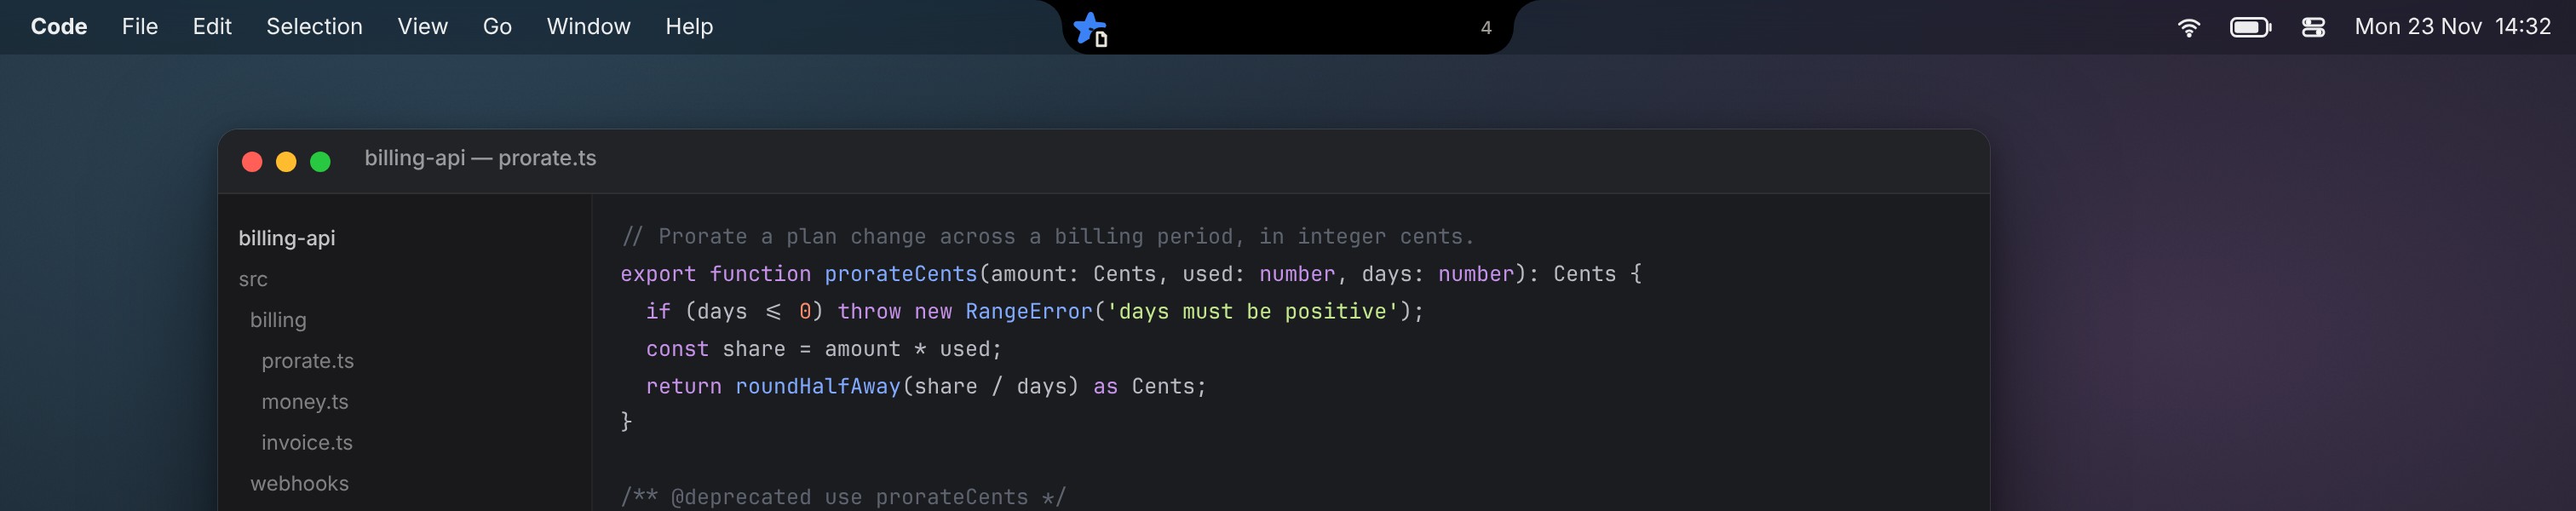 Code File Edit Selection View Go Window Help
4
Mon 23 Nov 14:32
billing-api — prorate.ts
billing-api
src
billing
prorate.ts
money.ts
invoice.ts
webhooks
// Prorate a plan change across a billing period, in integer cents.
export function prorateCents(amount: Cents, used: number, days: number): Cents {
if (days <= 0) throw new RangeError('days must be positive');
const share = amount * used;
return roundHalfAway(share / days) as Cents;
}
/** @deprecated use prorateCents */